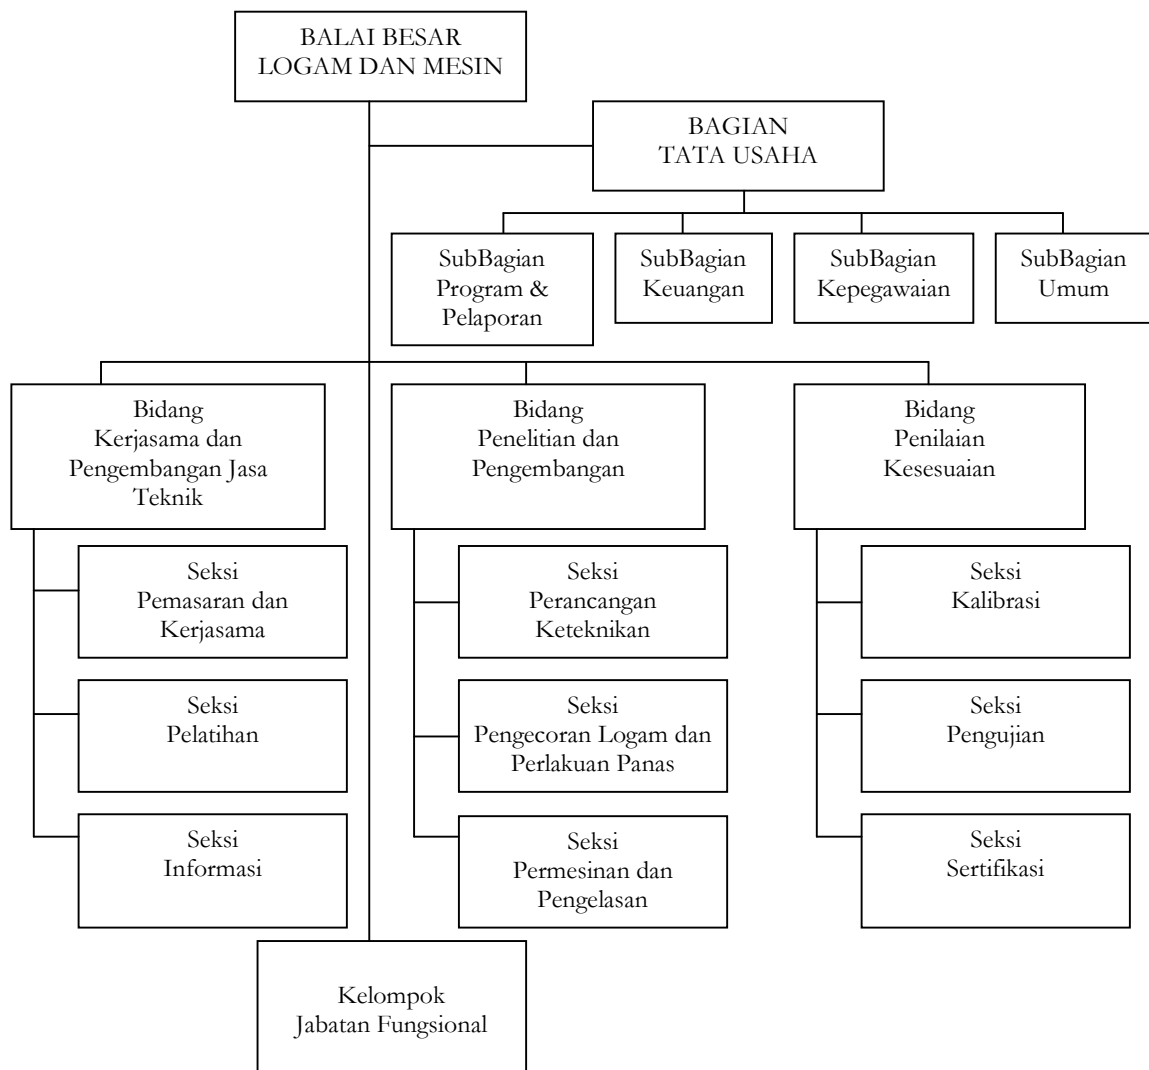 BALAI BESAR
LOGAM DAN MESIN
BAGIAN
TATA USAHA
SubBagian
Program &
Pelaporan
SubBagian
Keuangan
SubBagian
Kepegawaian
SubBagian
Umum
Bidang
Kerjasama dan
Pengembangan Jasa
Teknik
Bidang
Penelitian dan
Pengembangan
Bidang
Penilaian
Kesesuaian
Seksi
Pemasaran dan
Kerjasama
Seksi
Perancangan
Keteknikan
Seksi
Kalibrasi
Seksi
Pelatihan
Seksi
Pengecoran Logam dan
Perlakuan Panas
Seksi
Pengujian
Seksi
Informasi
Seksi
Permesinan dan
Pengelasan
Seksi
Sertifikasi
Kelompok
Jabatan Fungsional